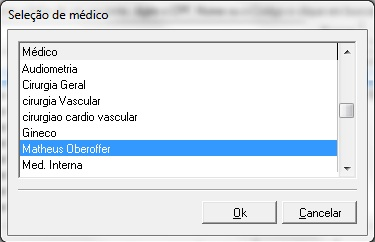 Seleção de médico
Médico
Audiometria
Cirurgia Geral
cirurgia Vascular
cirurgiao cardio vascular
Gineco
Matheus Oberoffer
Med. Interna
Ok
Cancelar